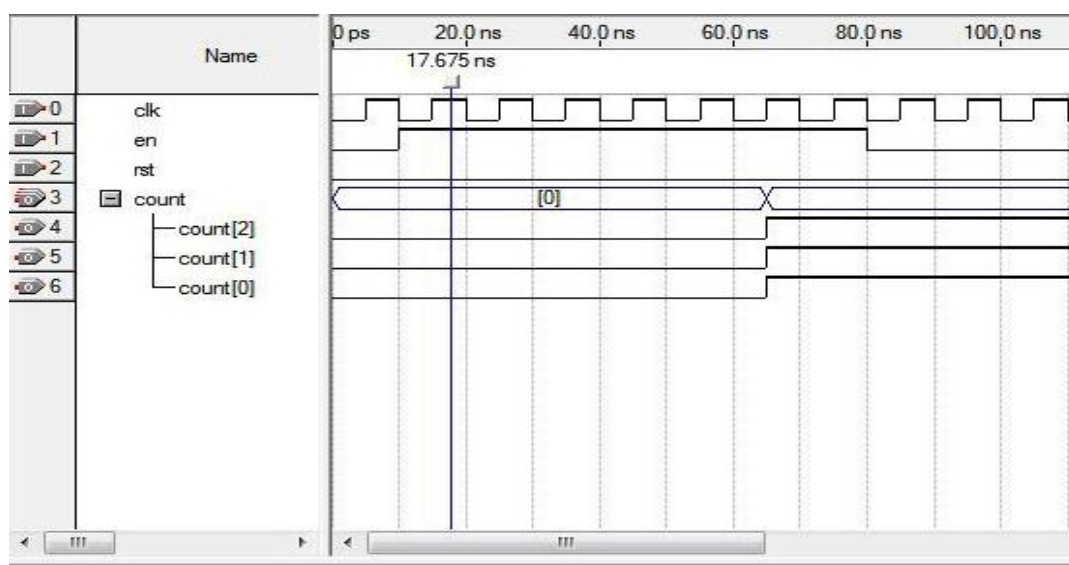 Name
0 ps 20.0 ns 40.0 ns 60.0 ns 80.0 ns 100.0 ns
17.675 ns
0 clk
1 en
2 rst
3 count [0]
4 count[2]
5 count[1]
6 count[0]